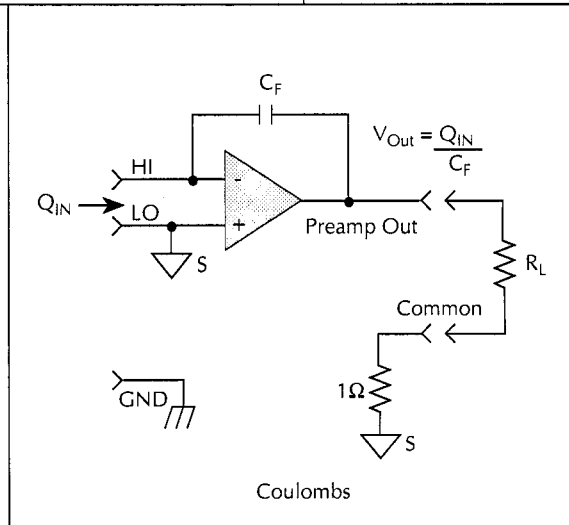 C_F
V_Out = Q_IN
C_F
HI
-
Q_IN
LO
+
Preamp Out
S
R_L
Common
GND
1Ω
S
Coulombs